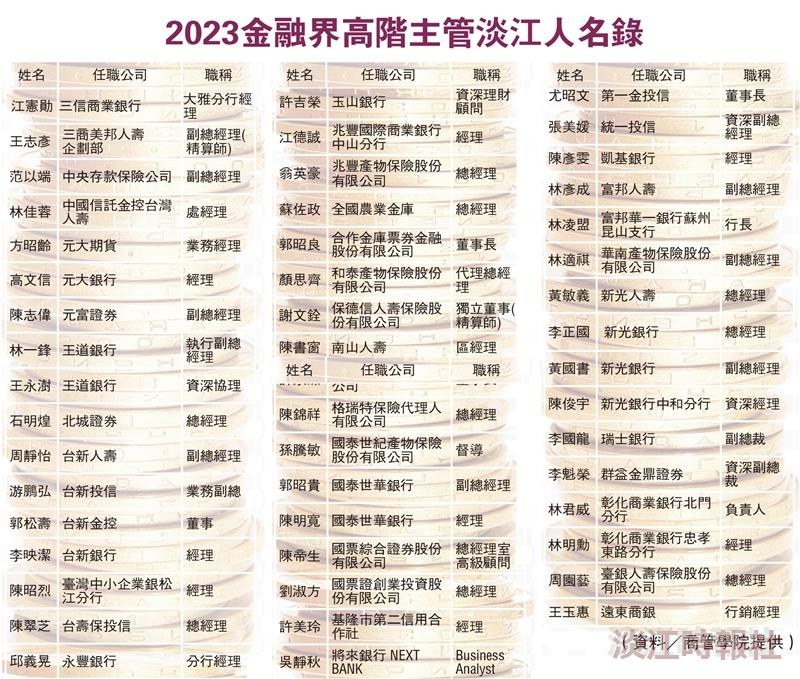 2023金融界高階主管淡江人名錄
姓名 任職公司 職稱
江憲勛 三信商業銀行 大雅分行經
理
王志彥 三商美邦人壽 副總經理(
企劃部 精算師)
范以端 中央存款保險公司 副總經理
林佳蓉 中國信託金控台灣 處經理
人壽
方昭齡 元大期貨 業務經理
高文信 元大銀行 經理
陳志偉 元富證券 副總經理
林一鋒 王道銀行 執行副總
經理
王永澍 王道銀行 資深協理
石明煌 北城證券 總經理
周靜怡 台新人壽 副總經理
游鵬弘 台新投信 業務副總
郭松壽 台新金控 董事
李映潔 台新銀行 經理
陳昭烈 臺灣中小企業銀松 經理
江分行
陳翠芝 台壽保投信 總經理
邱義晃 永豐銀行 分行經理
姓名 任職公司 職稱
許吉榮 玉山銀行 資深理財
顧問
江德誠 兆豐國際商業銀行 經理
中山分行
翁英豪 兆豐產物保險股份 總經理
有限公司
蘇佐政 全國農業金庫 總經理
郭昭良 合作金庫票券金融 董事長
股份有限公司
顏思齊 和泰產物保險股份 代理總經
有限公司 理
謝文銓 保德信人壽保險股 獨立董事(
份有限公司 精算師)
陳書窗 南山人壽 區經理
姓名 任職公司 職稱
公司
陳錦祥 格瑞特保險代理人 總經理
有限公司
孫騰敏 國泰世紀產物保險 督導
股份有限公司
郭昭貴 國泰世華銀行 副總經理
陳明寬 國泰世華銀行 經理
陳帝生 國票綜合證券股份 總經理室
有限公司 高級顧問
劉淑方 國票證創業投資股 總經理
份有限公司
許美玲 基隆市第二信用合 經理
作社
吳靜秋 將來銀行 NEXT Business
BANK Analyst
姓名 任職公司 職稱
尤昭文 第一金投信 董事長
張美媛 統一投信 資深副總
經理
陳彥雯 凱基銀行 經理
林彥成 富邦人壽 副總經理
林凌盟 富邦華一銀行蘇州 行長
昆山支行
林適祺 華南產物保險股份 副總經理
有限公司
黃敏義 新光人壽 總經理
李正國 新光銀行 總經理
黃國書 新光銀行 副總經理
陳俊宇 新光銀行中和分行 資深經理
李國龍 瑞士銀行 副總裁
李魁榮 群益金鼎證券 資深副總
裁
林君威 彰化商業銀行北門 負責人
分行
林明勳 彰化商業銀行忠孝 經理
東路分行
周園藝 臺銀人壽保險股份 總經理
有限公司
王玉惠 遠東商銀 行銷經理
(資料／商管學院提供)
淡江時報社